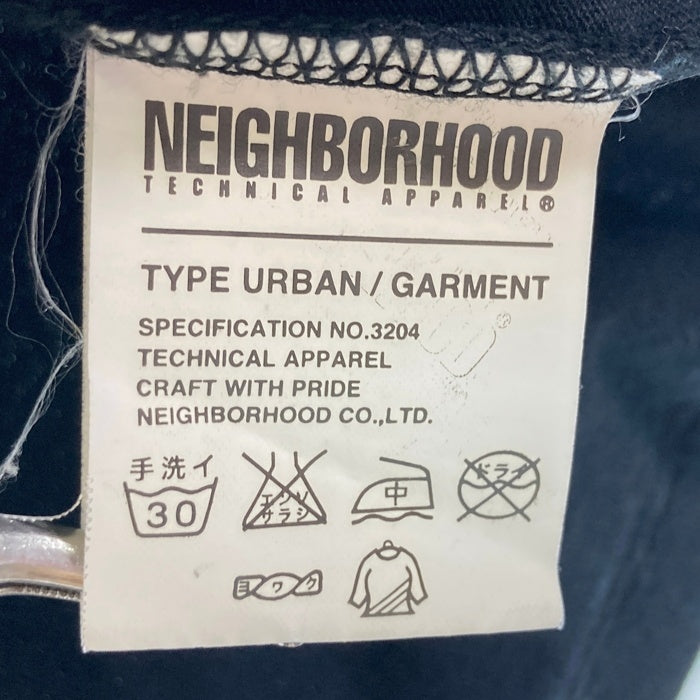 NEIGHBORHOOD
TECHNICAL APPAREL®
TYPE URBAN / GARMENT
SPECIFICATION NO.3204
TECHNICAL APPAREL
CRAFT WITH PRIDE
NEIGHBORHOOD CO.,LTD.
手洗イ
30
エンソ
サラシ
中
ドライ
ヨワク